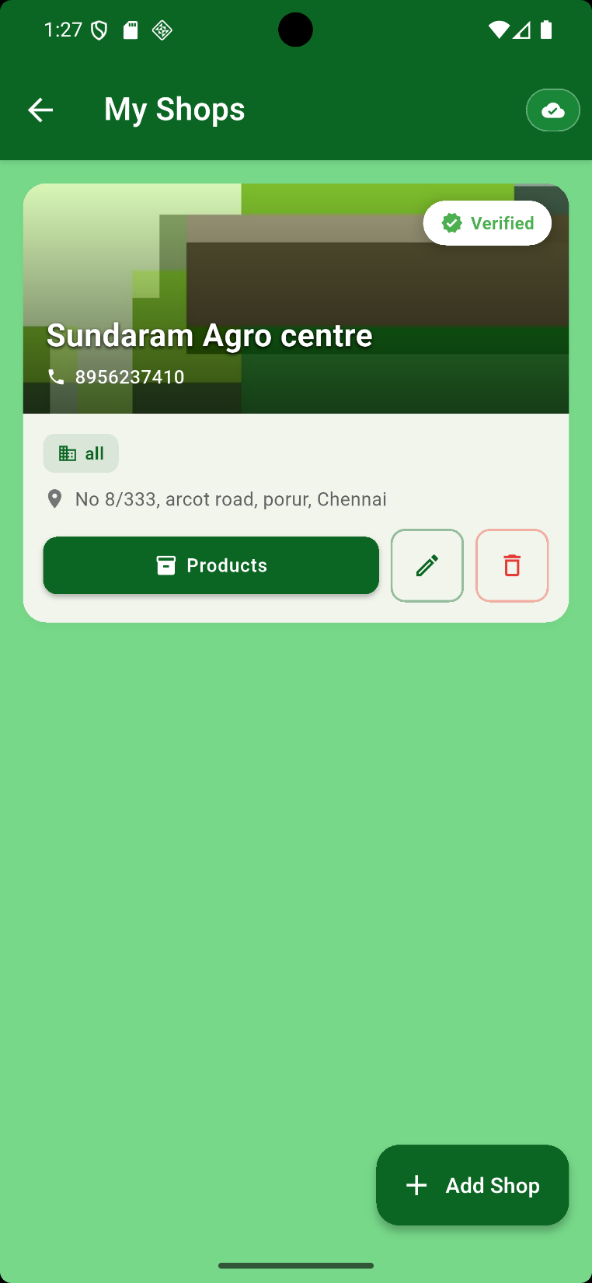 1:27
My Shops
Verified
Sundaram Agro centre
8956237410
all
No 8/333, arcot road, porur, Chennai
Products
Add Shop